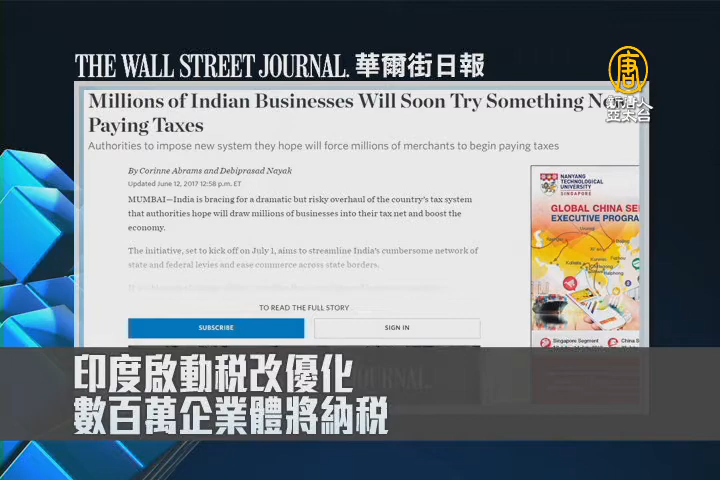 THE WALL STREET JOURNAL. 華爾街日報
唐
新唐人
亞太台
Millions of Indian Businesses Will Soon Try Something
Paying Taxes
Authorities to impose new system they hope will force millions of merchants to begin paying taxes
By Corinne Abrams and Debiprasad Nayak
Updated June 12, 2017 12:58 p.m. ET
MUMBAI—India is bracing for a dramatic but risky overhaul of the country's tax system
that authorities hope will draw millions of businesses into their tax net and boost the
economy.
The initiative, set to kick off on July 1, aims to streamline India's cumbersome network of
state and federal levies and ease commerce across state borders.
TO READ THE FULL STORY
SUBSCRIBE
SIGN IN
NANYANG
TECHNOLOGICAL
UNIVERSITY
SINGAPORE
GLOBAL CHINA
EXECUTIVE
Singapore Segment
印度啟動稅改優化
數百萬企業體將納稅